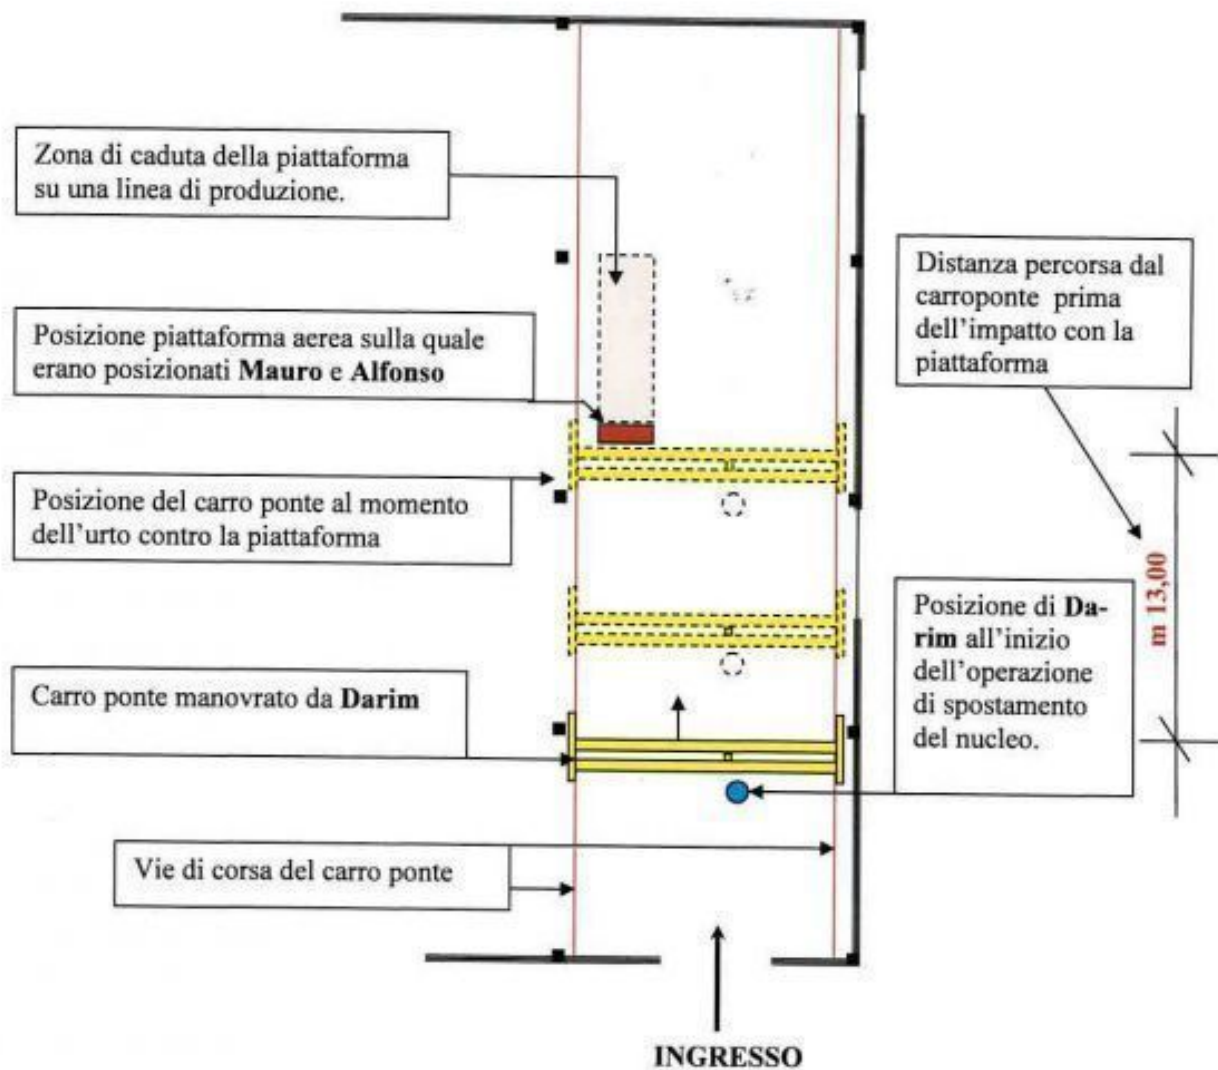 Zona di caduta della piattaforma
su una linea di produzione.
Posizione piattaforma aerea sulla quale
erano posizionati Mauro e Alfonso
Posizione del carro ponte al momento
dell'urto contro la piattaforma
Carro ponte manovrato da Darim
Vie di corsa del carro ponte
Distanza percorsa dal
carroponte prima
dell'impatto con la
piattaforma
m 13,00
Posizione di Da-
rim all'inizio
dell'operazione
di spostamento
del nucleo.
INGRESSO